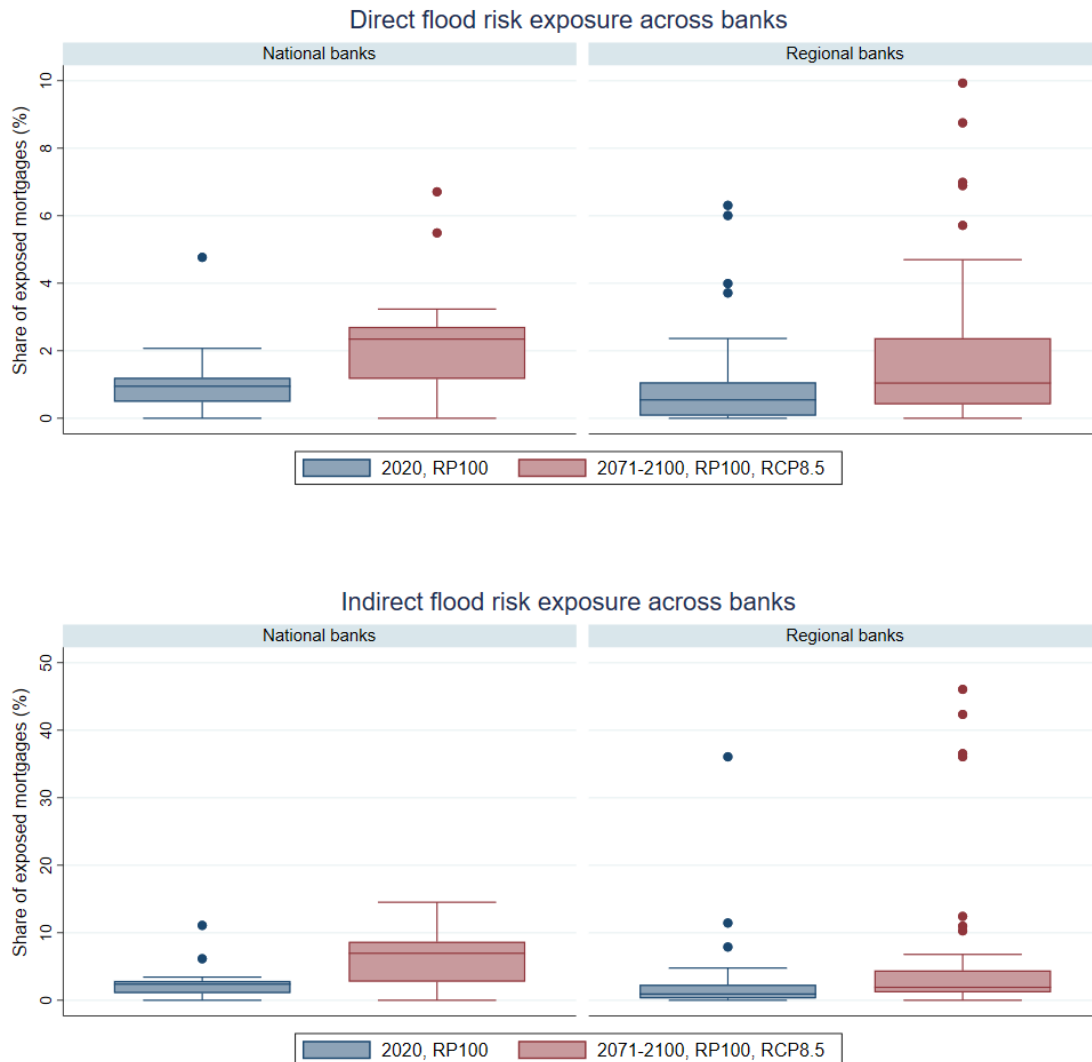 Direct flood risk exposure across banks
National banks
Regional banks
Share of exposed mortgages (%)
10
8
6
4
2
0
2020, RP100
2071-2100, RP100, RCP8.5
Indirect flood risk exposure across banks
National banks
Regional banks
Share of exposed mortgages (%)
50
40
30
20
10
0
2020, RP100
2071-2100, RP100, RCP8.5